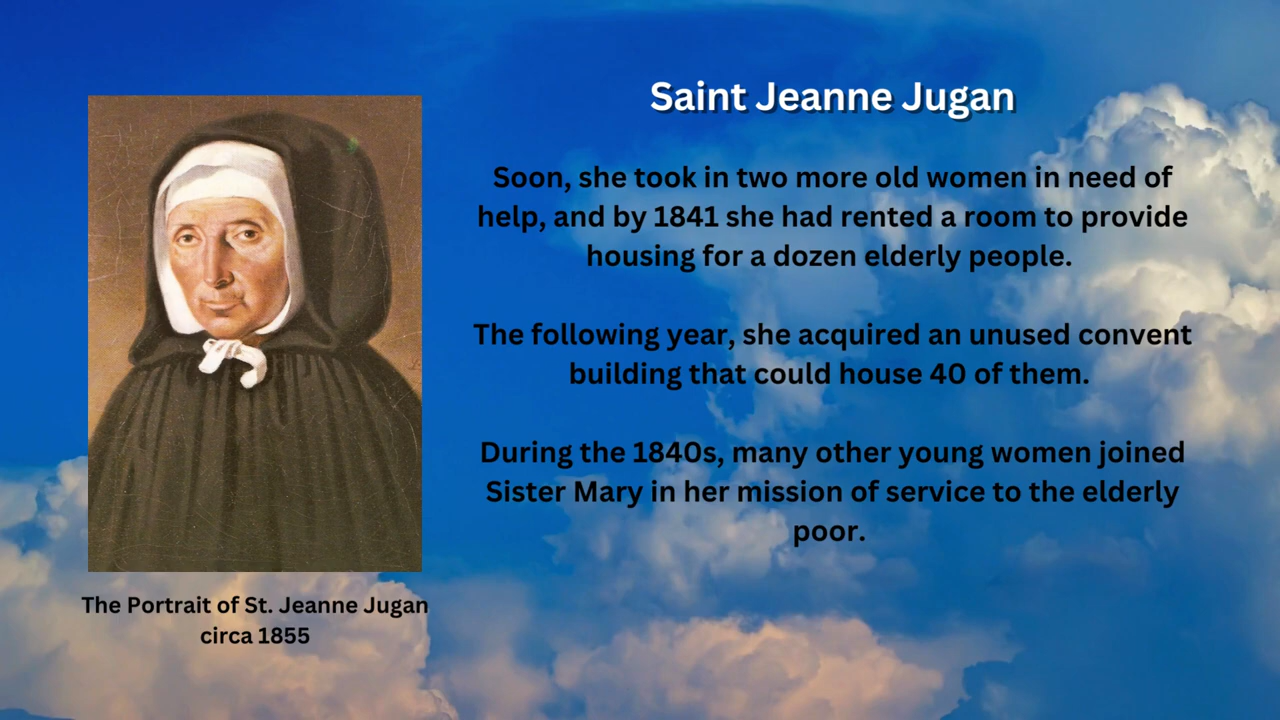 Saint Jeanne Jugan
Soon, she took in two more old women in need of
help, and by 1841 she had rented a room to provide
housing for a dozen elderly people.
The following year, she acquired an unused convent
building that could house 40 of them.
During the 1840s, many other young women joined
Sister Mary in her mission of service to the elderly
poor.
The Portrait of St. Jeanne Jugan
circa 1855